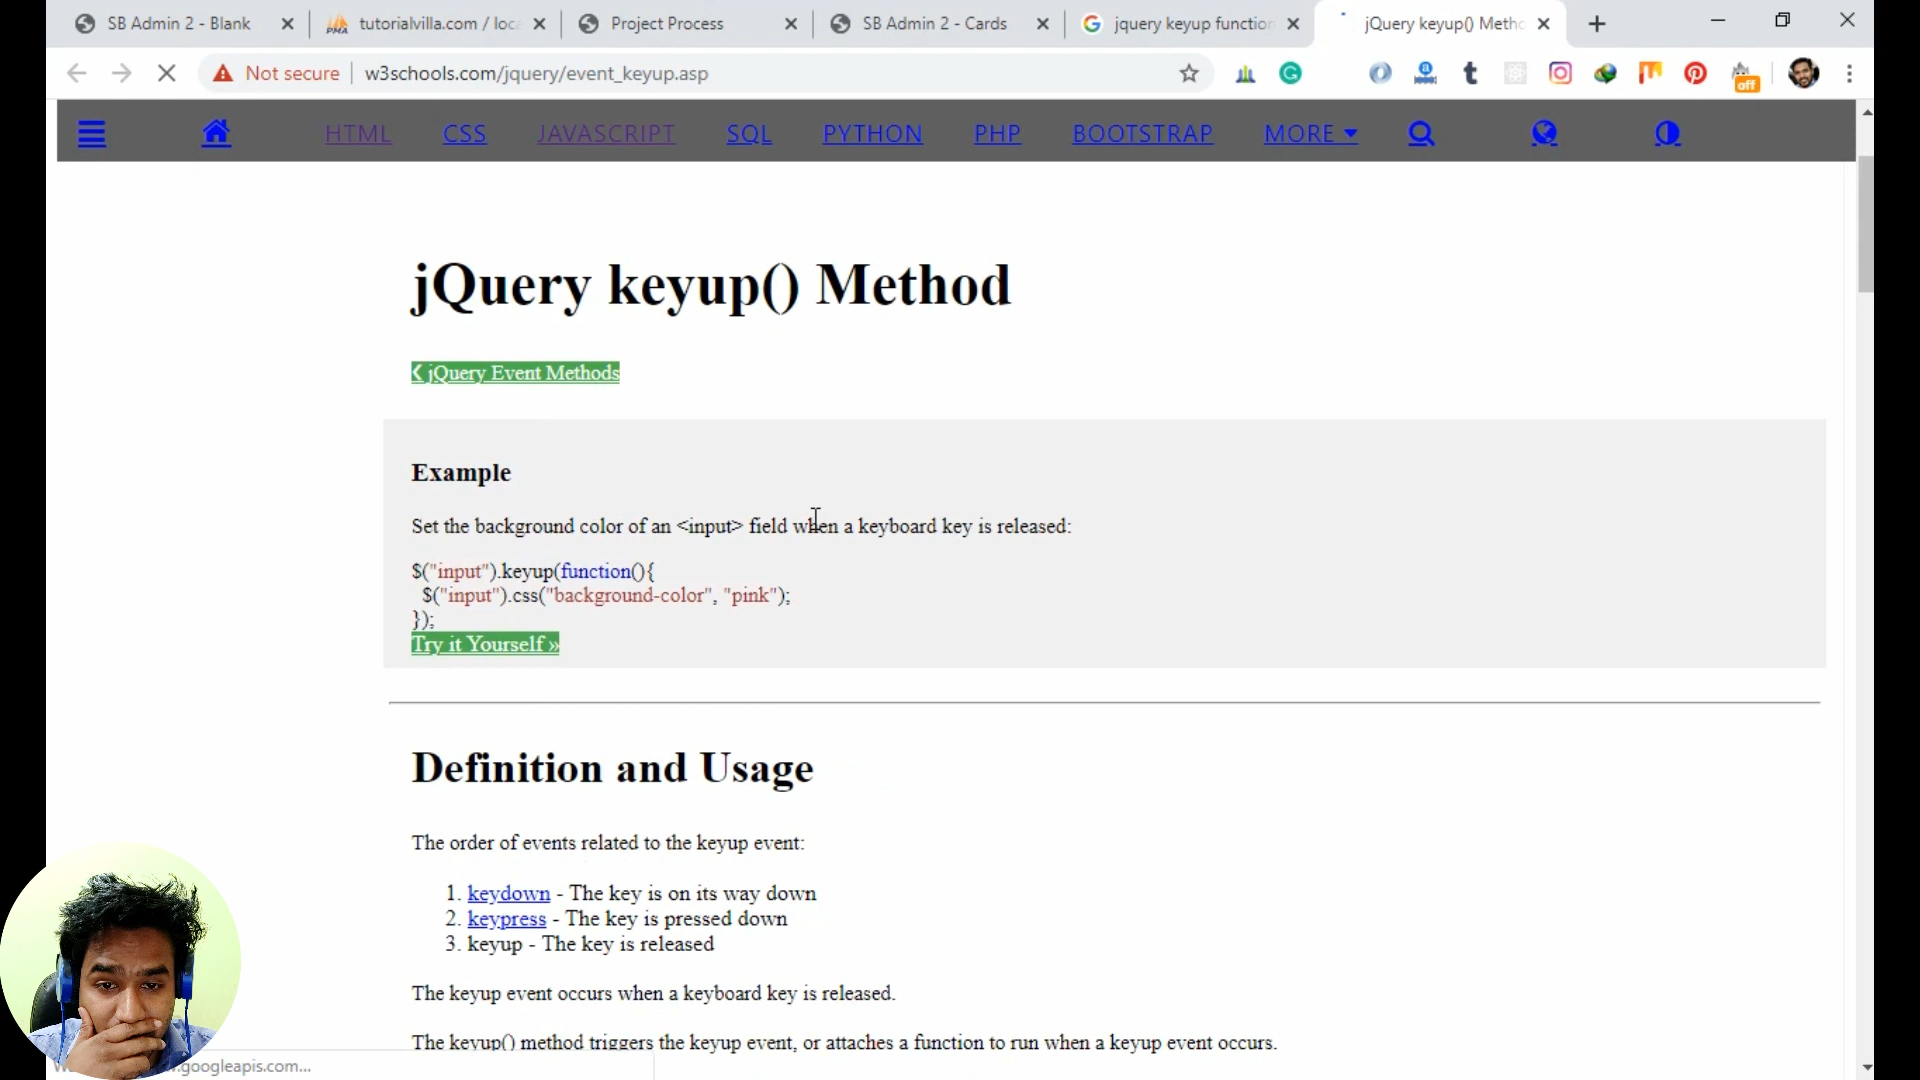 SB Admin 2 - Blank
tutorialvilla.com / loca
Project Process
SB Admin 2 - Cards
jquery keyup function
jQuery keyup() Metho
Not secure
w3schools.com/jquery/event_keyup.asp
off
HTML CSS JAVASCRIPT SQL PYTHON PHP BOOTSTRAP MORE
jQuery keyup() Method
❮ jQuery Event Methods
Example
Set the background color of an <input> field when a keyboard key is released:
$("input").keyup(function(){
$("input").css("background-color", "pink");
});
Try it Yourself »
Definition and Usage
The order of events related to the keyup event:
1. keydown - The key is on its way down
2. keypress - The key is pressed down
3. keyup - The key is released
The keyup event occurs when a keyboard key is released.
The keyup() method triggers the keyup event, or attaches a function to run when a keyup event occurs.
.googleapis.com...